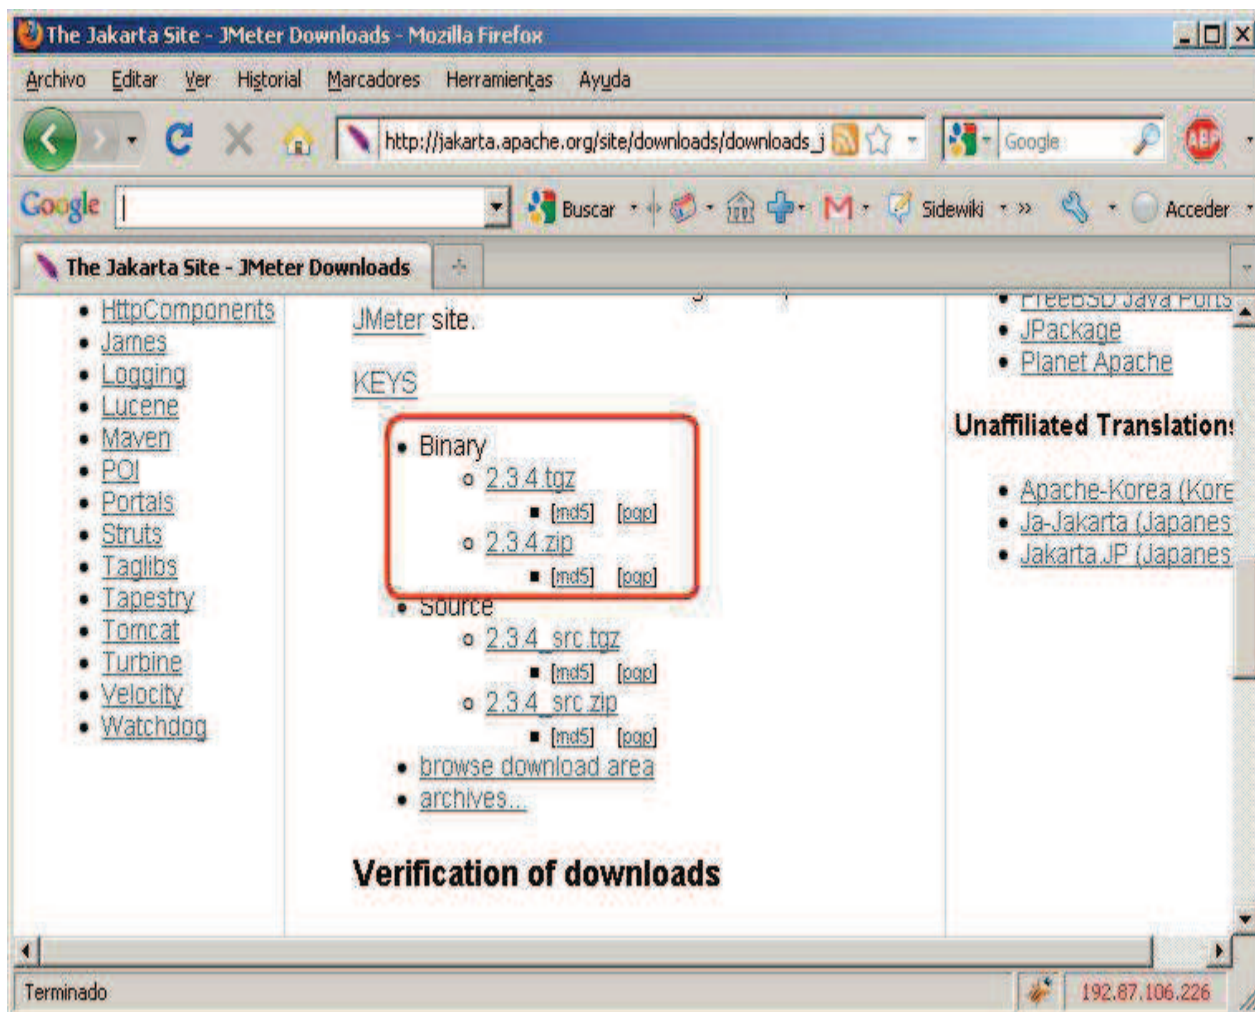 The Jakarta Site - JMeter Downloads - Mozilla Firefox
Archivo Editar Ver Historial Marcadores Herramientas Ayuda
http://jakarta.apache.org/site/downloads/downloads_j
Google
ABP
Google
Buscar
Sidewiki
»
Acceder
The Jakarta Site - JMeter Downloads
HttpComponents
James
Logging
Lucene
Maven
POI
Portals
Struts
Taglibs
Tapestry
Tomcat
Turbine
Velocity
Watchdog
JMeter site.
KEYS
Binary
2.3.4.tgz
[md5] [pgp]
2.3.4.zip
[md5] [pgp]
Source
2.3.4_src.tgz
[md5] [pgp]
2.3.4_src.zip
[md5] [pgp]
browse download area
archives...
Verification of downloads
FreeBSD Java Ports
JPackage
Planet Apache
Unaffiliated Translations
Apache-Korea (Kore
Ja-Jakarta (Japanes
Jakarta.JP (Japanes
Terminado
192.87.106.226